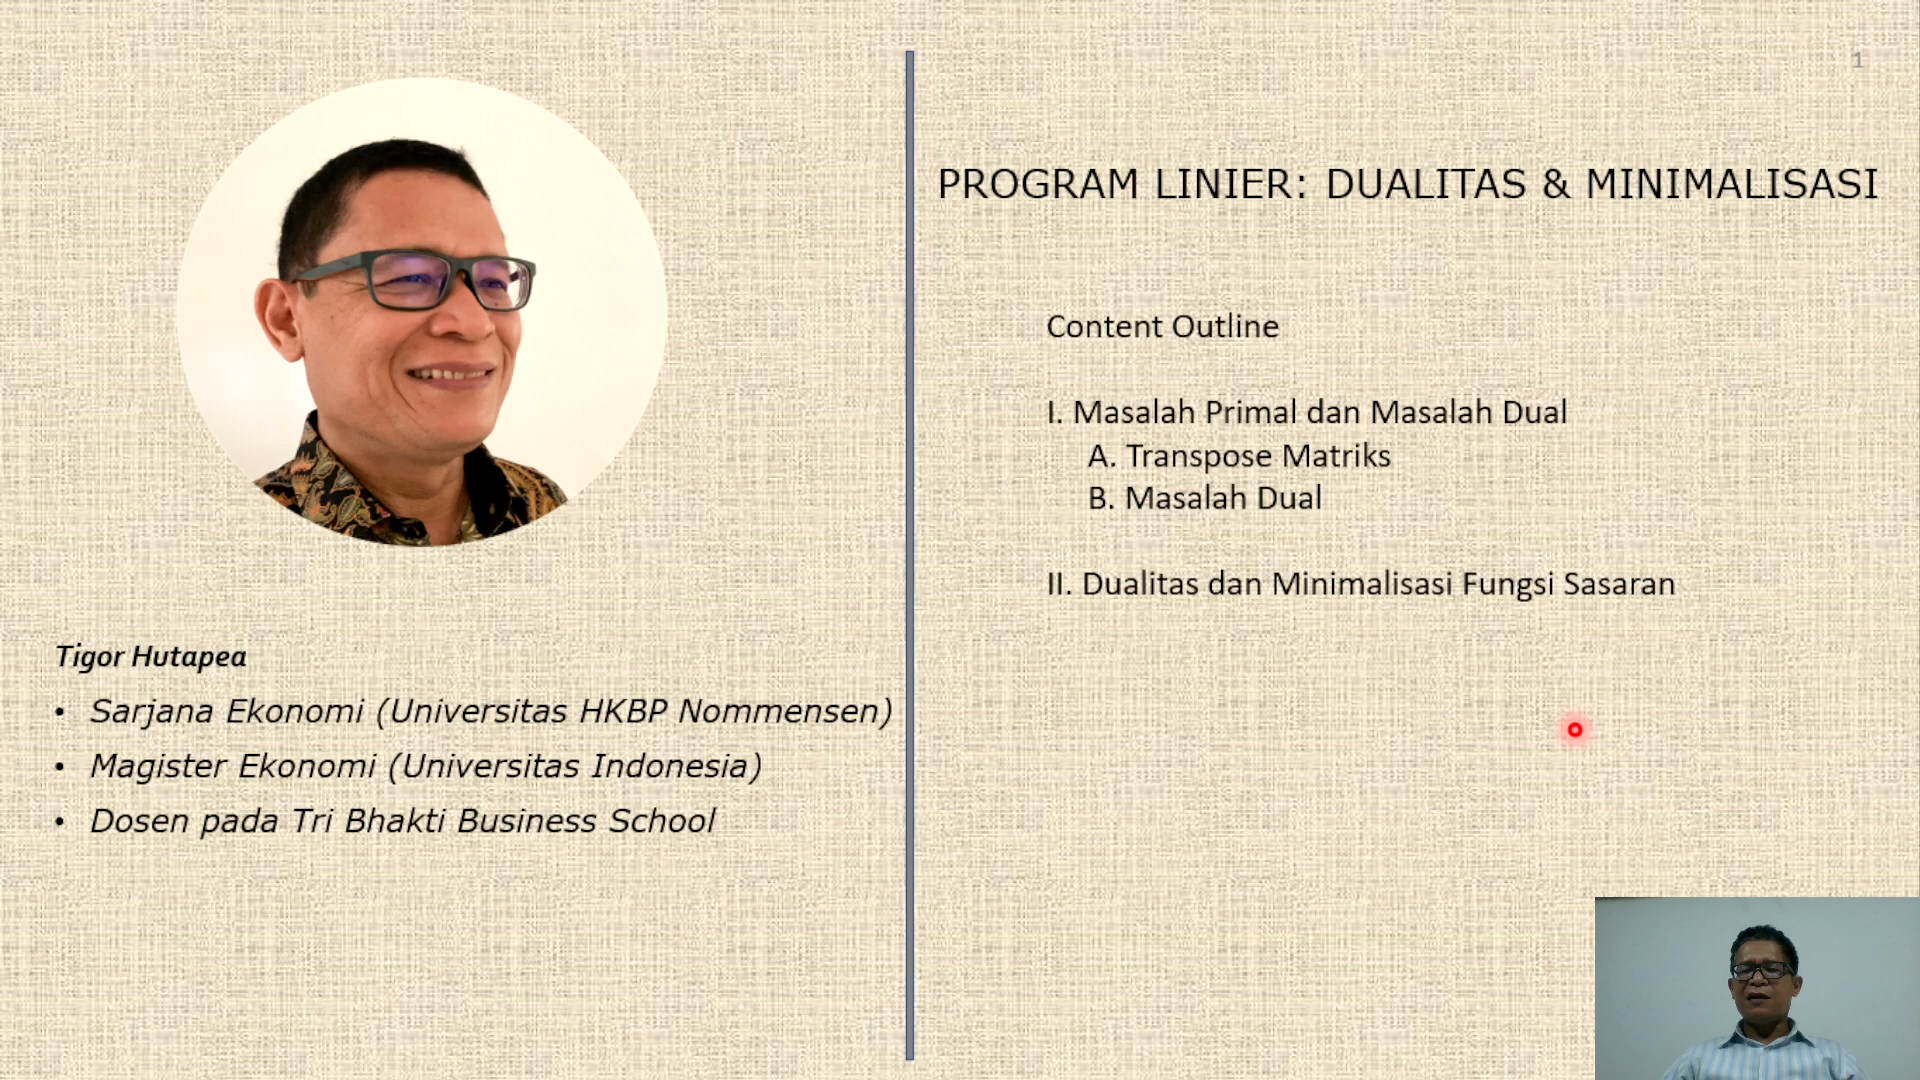 1
Tigor Hutapea
• Sarjana Ekonomi (Universitas HKBP Nommensen)
• Magister Ekonomi (Universitas Indonesia)
• Dosen pada Tri Bhakti Business School
PROGRAM LINIER: DUALITAS & MINIMALISASI
Content Outline
I. Masalah Primal dan Masalah Dual
A. Transpose Matriks
B. Masalah Dual
II. Dualitas dan Minimalisasi Fungsi Sasaran